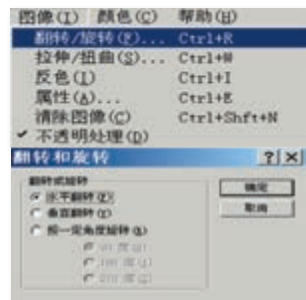 图像(I) 颜色(C) 帮助(H)
翻转/旋转(F)... Ctrl+R
拉伸/扭曲(S)... Ctrl+W
反色(I) Ctrl+I
属性(A)... Ctrl+E
清除图像(C) Ctrl+Shft+N
✓ 不透明处理(D)
翻转和旋转
翻转或旋转
水平翻转(F)
确定
垂直翻转(V)
取消
按一定角度旋转(R)